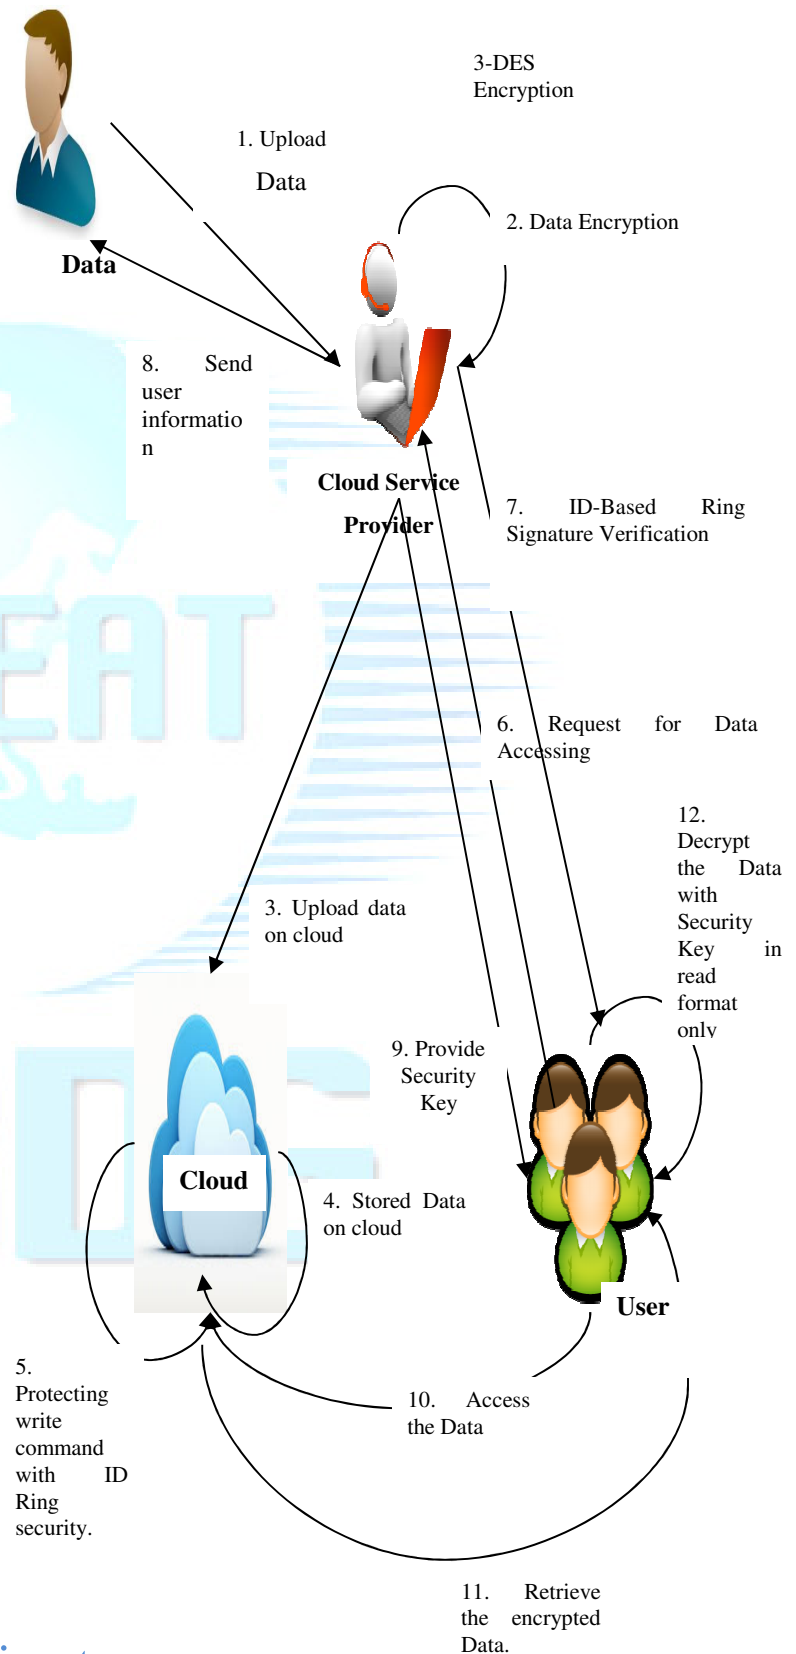 3-DES
Encryption
1. Upload
Data
2. Data Encryption
Data
8. Send
user
informatio
n
Cloud Service
Provider
7. ID-Based Ring
Signature Verification
EAT
6. Request for Data
Accessing
12.
Decrypt
the Data
with
Security
Key in
read
format
only
3. Upload data
on cloud
9. Provide
Security
Key
Cloud
4. Stored Data
on cloud
User
5.
Protecting
write
command
with ID
Ring
security.
10. Access
the Data
11. Retrieve
the encrypted
Data.